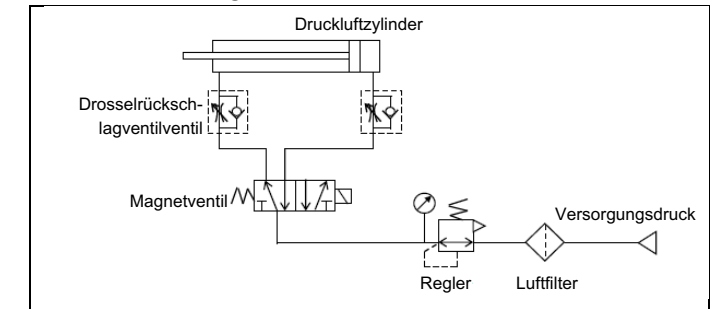 Druckluftzylinder
Drosselrücksch-
lagventilventil
Magnetventil
Versorgungsdruck
Regler
Luftfilter